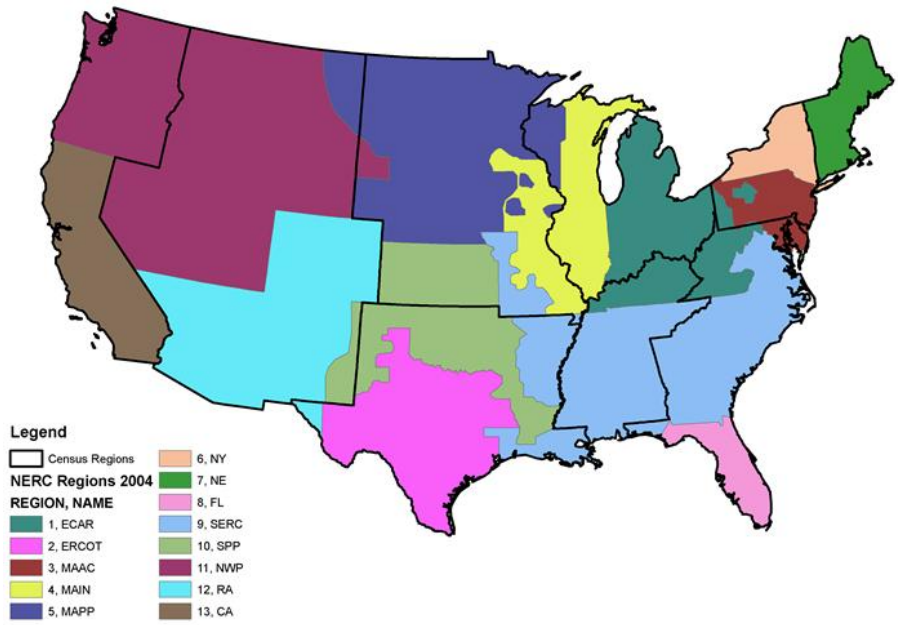 Legend
Census Regions
NERC Regions 2004
REGION, NAME
1, ECAR
2, ERCOT
3, MAAC
4, MAIN
5, MAPP
6, NY
7, NE
8, FL
9, SERC
10, SPP
11, NWP
12, RA
13, CA